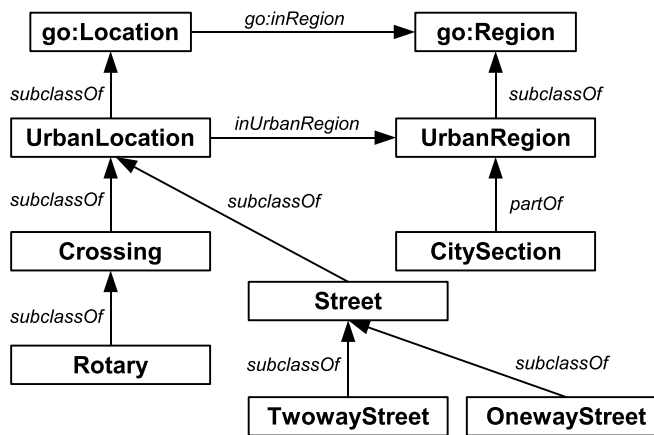 go:Location
go:inRegion
go:Region
subclassOf
subclassOf
UrbanLocation
inUrbanRegion
UrbanRegion
subclassOf
subclassOf
partOf
Crossing
CitySection
Street
subclassOf
Rotary
subclassOf
subclassOf
TwowayStreet
OnewayStreet